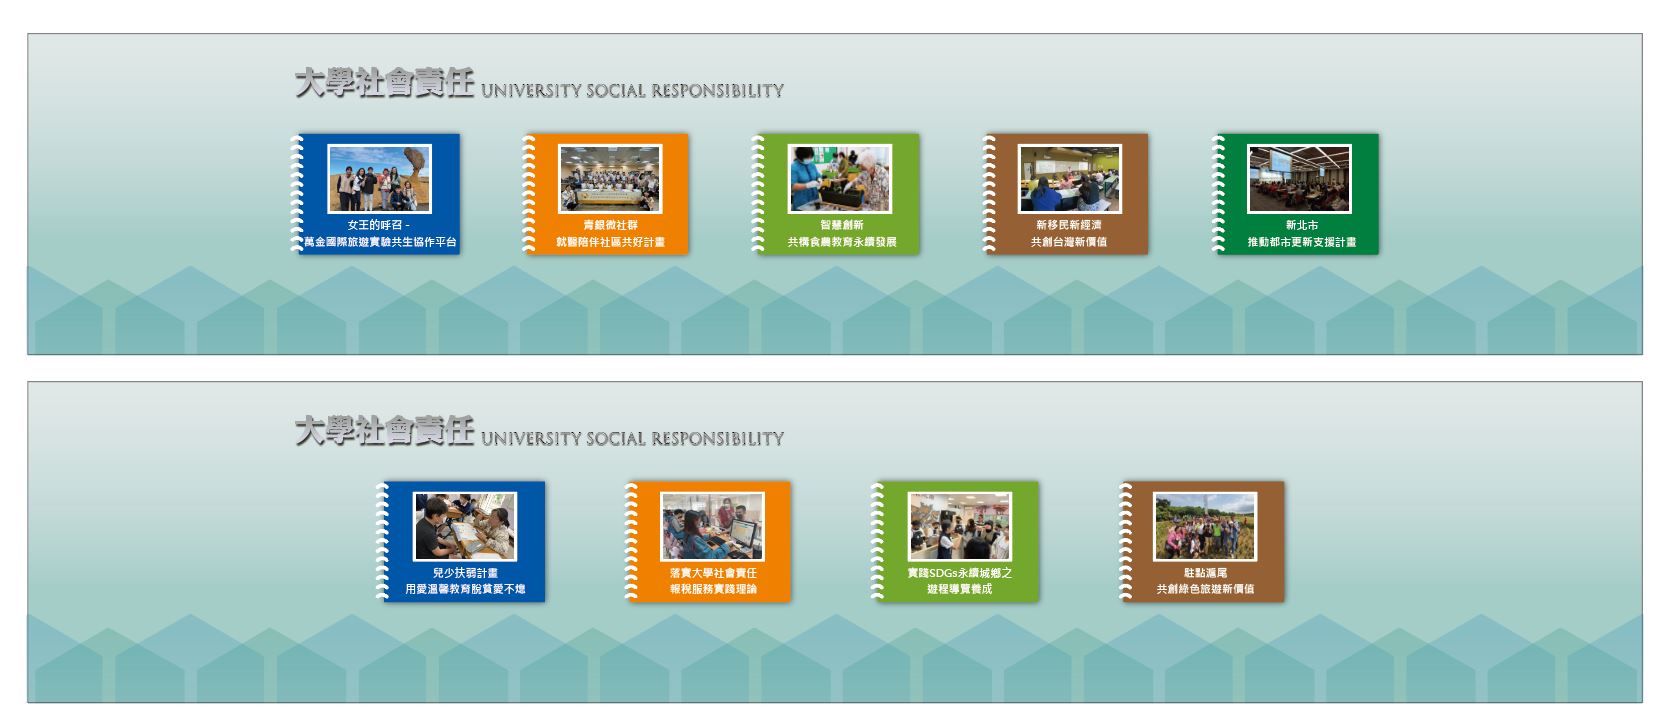 大學社會責任 UNIVERSITY SOCIAL RESPONSIBILITY
女王的呼召 -
萬金國際旅遊實驗共生協作平台
青銀微社群
就醫陪伴社區共好計畫
智慧創新
共構食農教育永續發展
新移民新經濟
共創台灣新價值
新北市
推動都市更新支援計畫
大學社會責任 UNIVERSITY SOCIAL RESPONSIBILITY
兒少扶弱計畫
用愛溫馨教育脫貧愛不熄
落實大學社會責任
報稅服務實踐理論
實踐SDGs永續城鄉之
遊程導覽養成
駐點滬尾
共創綠色旅遊新價值